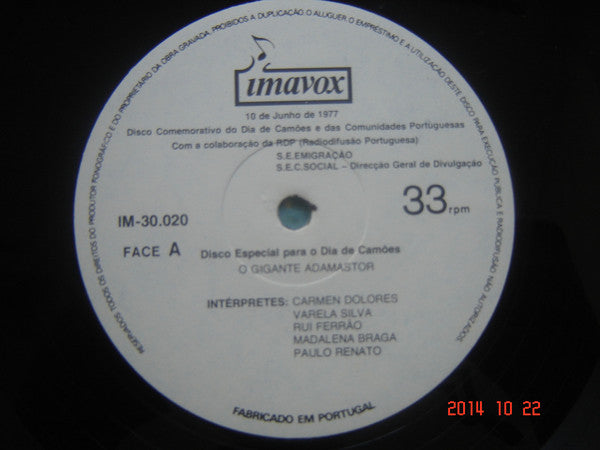 RESERVADOS TODOS OS DIREITOS DO PRODUTOR FONOGRÁFICO E DO PROPRIETÁRIO DA OBRA GRAVADA. PROIBIDOS A DUPLICAÇÃO O ALUGUER O EMPRÉSTIMO E A UTILIZAÇÃO DESTE DISCO PARA EXECUÇÃO PÚBLICA E RADIODIFUSÃO NÃO AUTORIZADOS.
imavox
10 de Junho de 1977
Disco Comemorativo do Dia de Camões e das Comunidades Portuguesas
Com a colaboração da RDP (Radiodifusão Portuguesa)
S.E.EMIGRAÇÃO
S.E.C.SOCIAL – Direcção Geral de Divulgação
IM-30.020
33 rpm
FACE A
Disco Especial para o Dia de Camões
O GIGANTE ADAMASTOR
INTÉRPRETES: CARMEN DOLORES
VARELA SILVA
RUI FERRÃO
MADALENA BRAGA
PAULO RENATO
FABRICADO EM PORTUGAL
2014 10 22